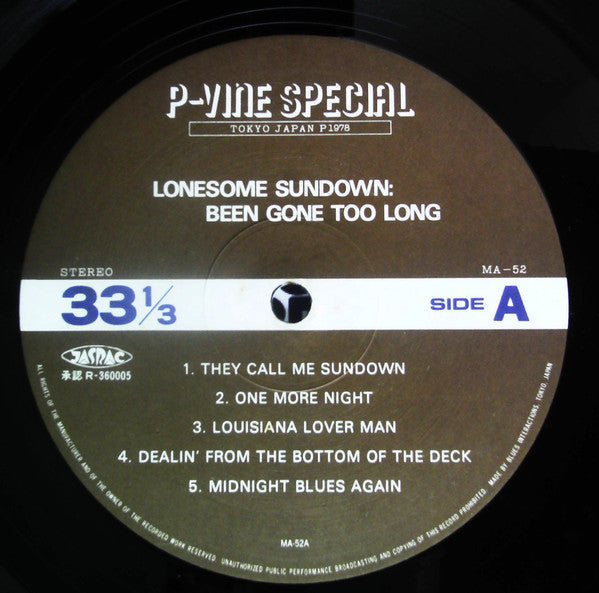 P-VINE SPECIAL
TOKYO JAPAN P1978
LONESOME SUNDOWN:
BEEN GONE TOO LONG
STEREO
MA-52
33 1/3
SIDE A
JASRAC
承認 R-360005
1. THEY CALL ME SUNDOWN
2. ONE MORE NIGHT
3. LOUISIANA LOVER MAN
4. DEALIN' FROM THE BOTTOM OF THE DECK
5. MIDNIGHT BLUES AGAIN
MA-52A
ALL RIGHTS OF THE MANUFACTURER AND OF THE OWNER OF THE RECORDED WORK RESERVED. UNAUTHORIZED PUBLIC PERFORMANCE BROADCASTING AND COPYING OF THIS RECORD PROHIBITED. MADE BY BLUES INTERACTIONS, TOKYO, JAPAN